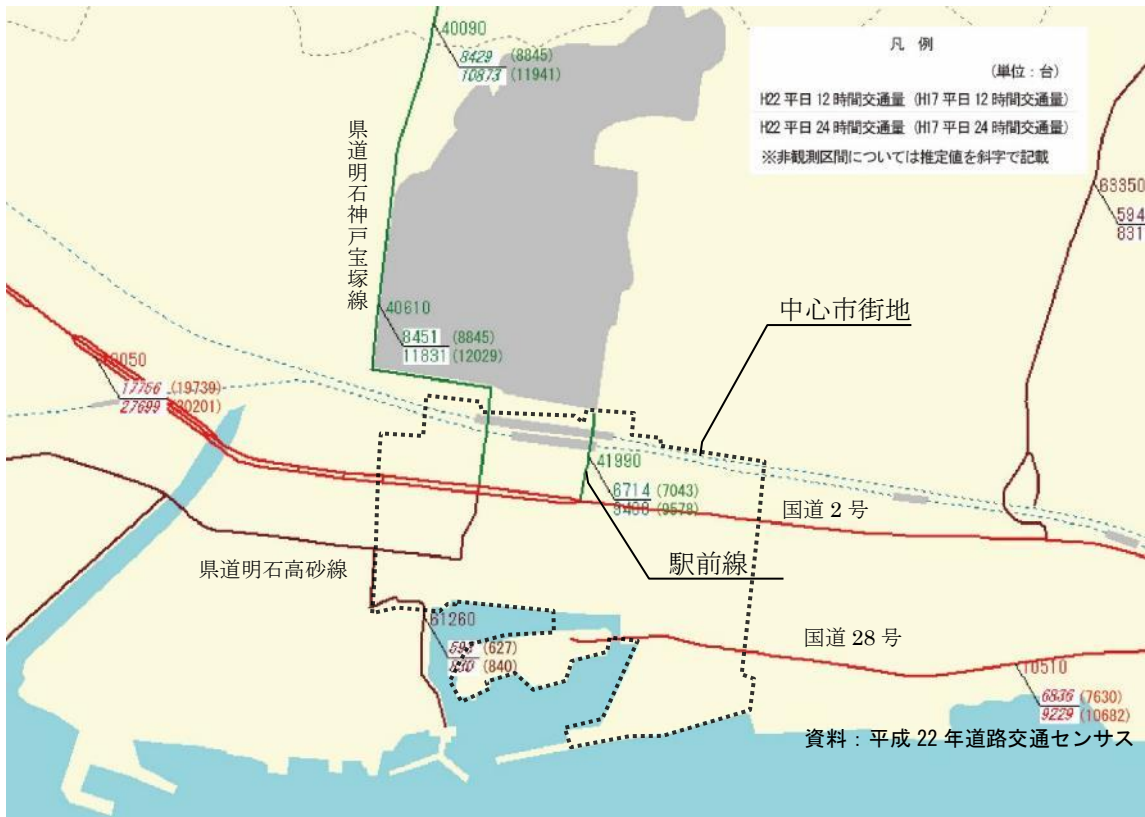 40090
8429 (8845)
10873 (11941)
凡 例
(単位：台)
H22 平日 12 時間交通量 (H17 平日 12 時間交通量)
H22 平日 24 時間交通量 (H17 平日 24 時間交通量)
※非観測区間については推定値を斜字で記載
県道明石神戸宝塚線
63350
594
831
40610
8451 (8845)
11831 (12029)
中心市街地
17756 (19739)
27699
41990
6714 (7043)
(9578)
国道 2 号
駅前線
県道明石高砂線
61260
593 (627)
830 (840)
国道 28 号
10510
6836 (7630)
9229 (10682)
資料：平成 22 年道路交通センサス